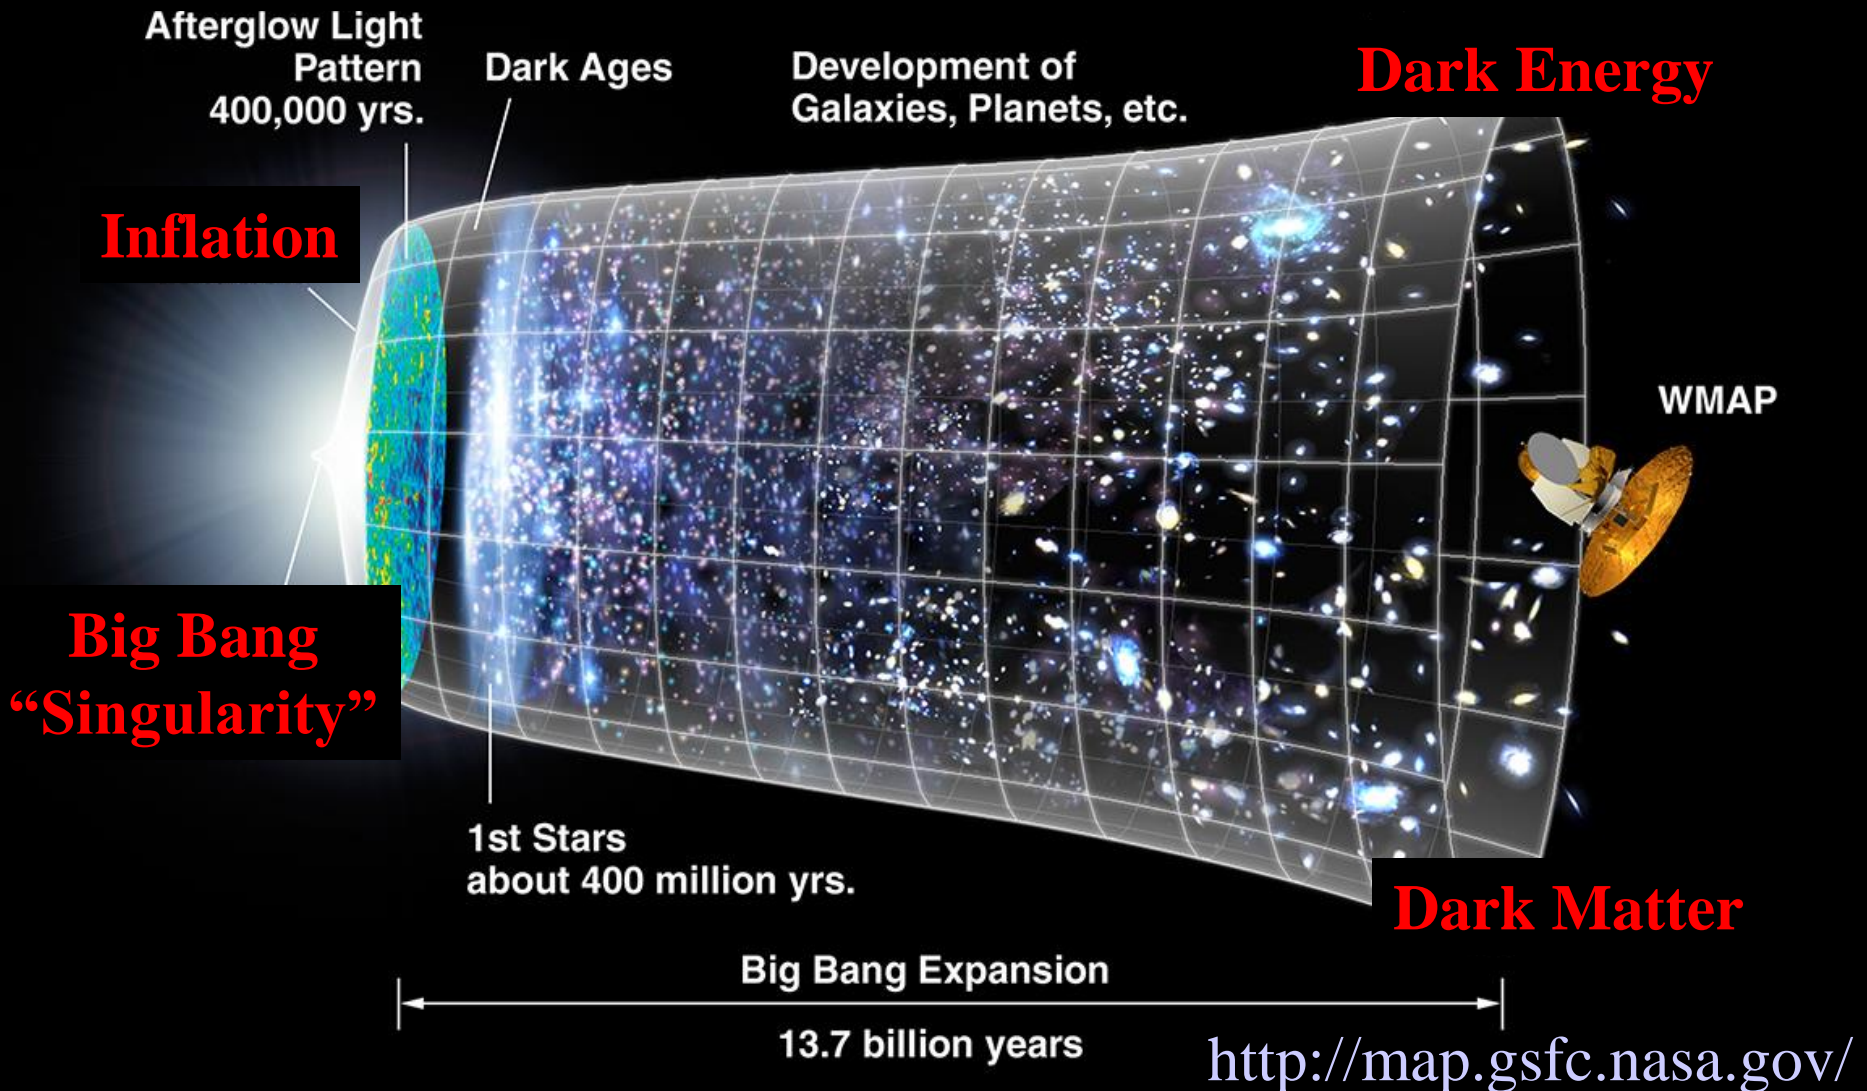 Afterglow Light
Pattern
400,000 yrs.
Dark Ages
Development of
Galaxies, Planets, etc.
Dark Energy
Inflation
WMAP
Big Bang
“Singularity”
1st Stars
about 400 million yrs.
Dark Matter
Big Bang Expansion
13.7 billion years
http://map.gsfc.nasa.gov/